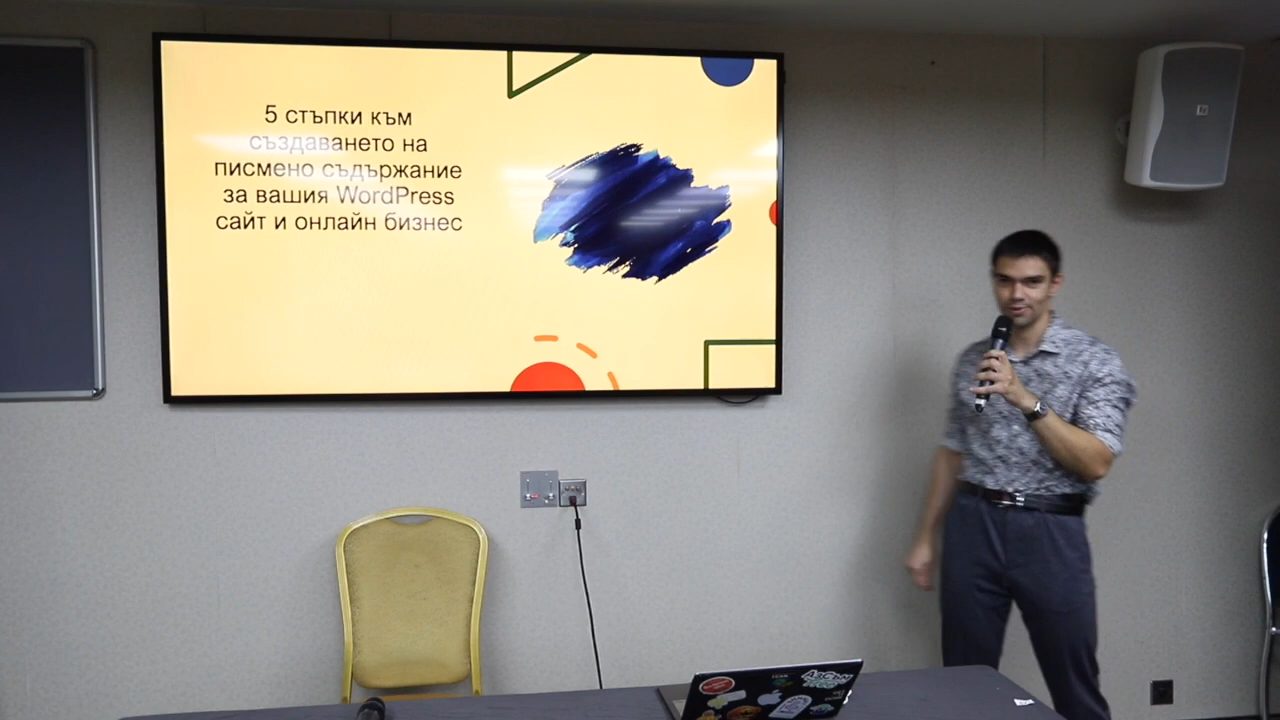 5 стъпки към
създаването на
писмено съдържание
за вашия WordPress
сайт и онлайн бизнес